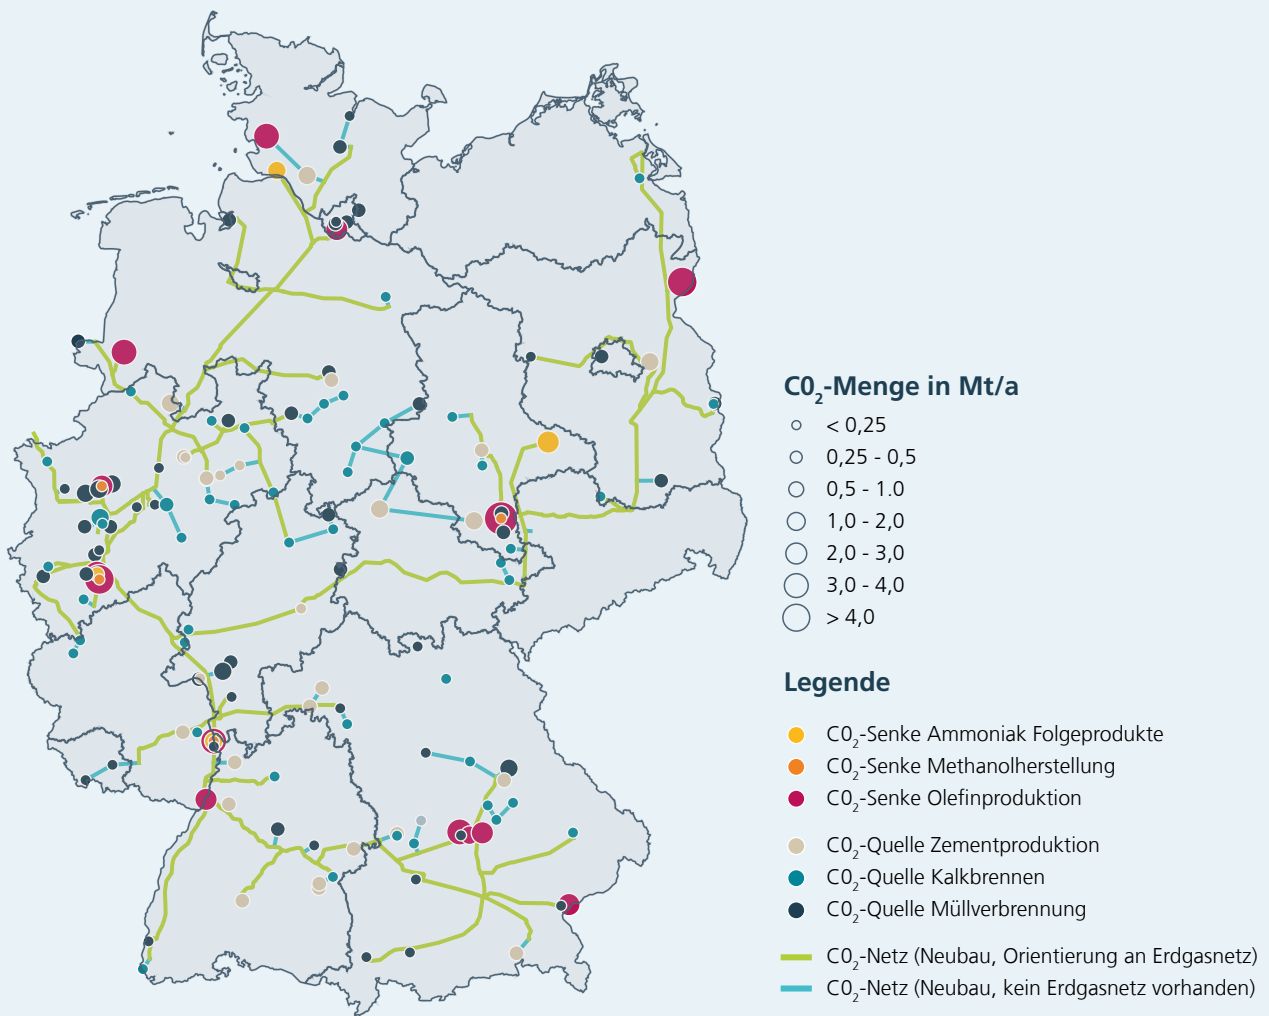 C0₂-Menge in Mt/a
< 0,25
0,25 - 0,5
0,5 - 1.0
1,0 - 2,0
2,0 - 3,0
3,0 - 4,0
> 4,0
Legende
C0₂-Senke Ammoniak Folgeprodukte
C0₂-Senke Methanolherstellung
C0₂-Senke Olefinproduktion
C0₂-Quelle Zementproduktion
C0₂-Quelle Kalkbrennen
C0₂-Quelle Müllverbrennung
C0₂-Netz (Neubau, Orientierung an Erdgasnetz)
C0₂-Netz (Neubau, kein Erdgasnetz vorhanden)